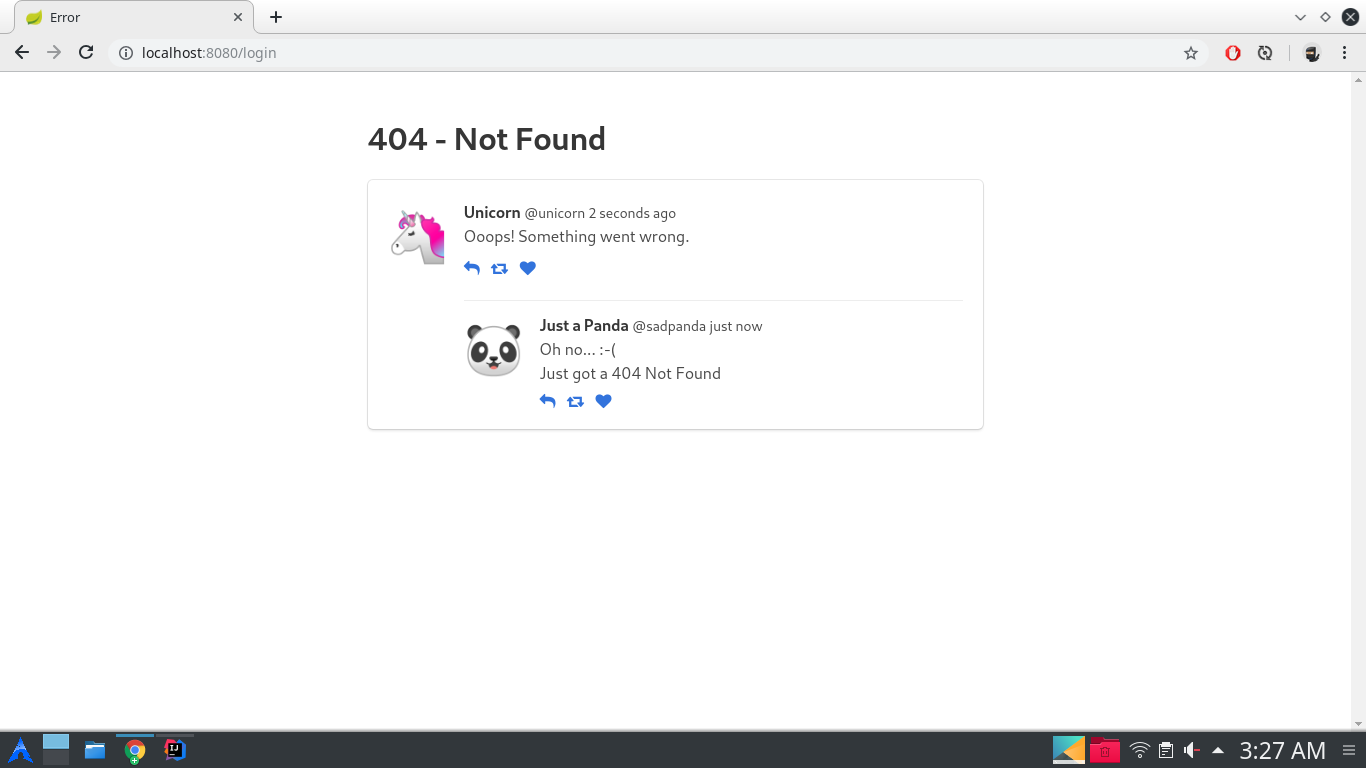 Error
localhost:8080/login
404 - Not Found
Unicorn @unicorn 2 seconds ago
Ooops! Something went wrong.
Just a Panda @sadpanda just now
Oh no... :-(
Just got a 404 Not Found
IJ
3:27 AM